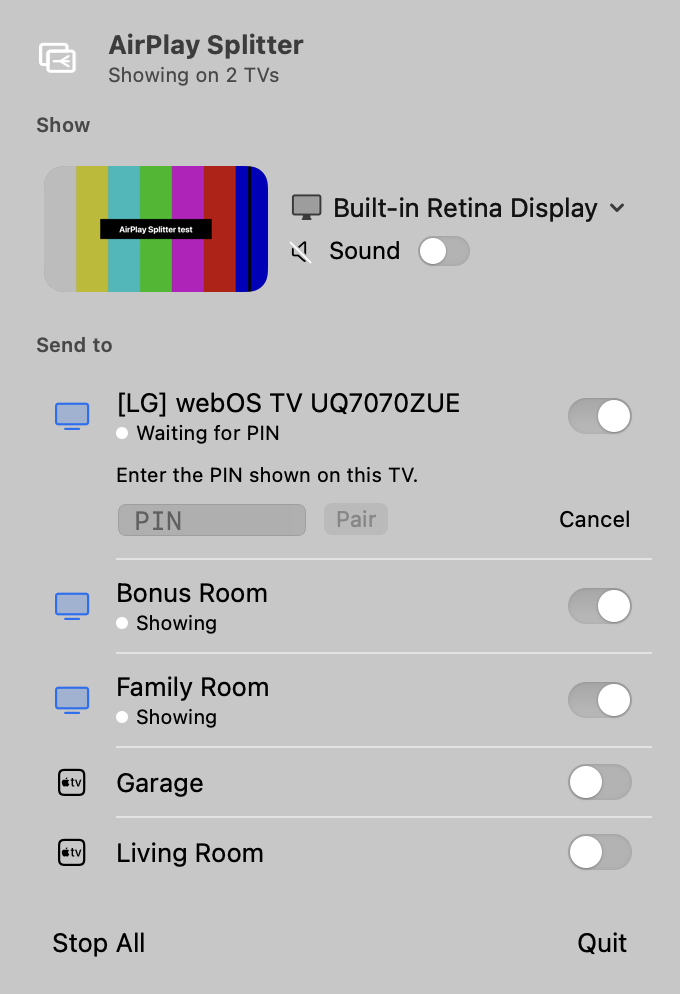 AirPlay Splitter
Showing on 2 TVs
Show
AirPlay Splitter test
Built-in Retina Display
Sound
Send to
[LG] webOS TV UQ7070ZUE
Waiting for PIN
Enter the PIN shown on this TV.
PIN Pair Cancel
Bonus Room
Showing
Family Room
Showing
tv Garage
tv Living Room
Stop All Quit